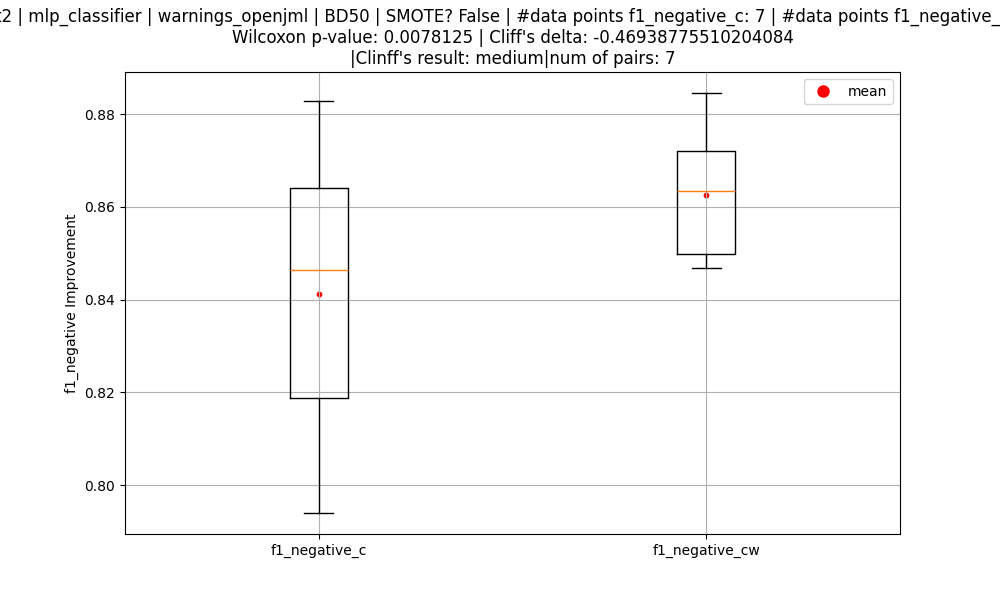 | mlp_classifier | warnings_openjml | BD50 | SMOTE? False | #data points f1_negative_c: 7 | #data points f1_negative_
Wilcoxon p-value: 0.0078125 | Cliff's delta: -0.46938775510204084
|Clinff's result: medium|num of pairs: 7
mean
0.88
0.86
0.84
0.82
0.80
f1_negative Improvement
f1_negative_c
f1_negative_cw